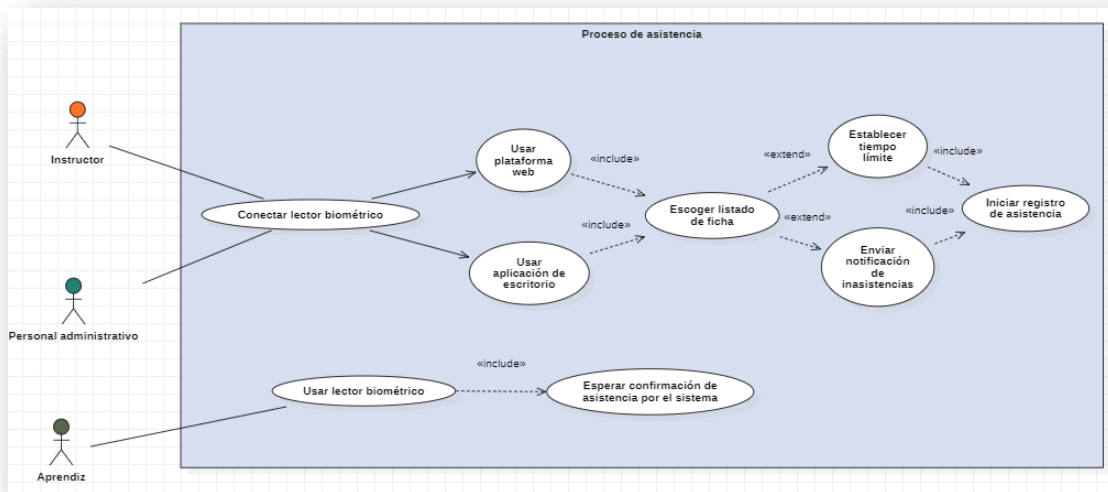 Proceso de asistencia
Instructor
Conectar lector biométrico
Personal administrativo
Usar
plataforma
web
«include»
Usar
aplicación de
escritorio
«include»
Escoger listado
de ficha
«extend»
«extend»
Establecer
tiempo
límite
«include»
Enviar
notificación
de
inasistencias
«include»
Iniciar registro
de asistencia
Usar lector biométrico
«include»
Esperar confirmación de
asistencia por el sistema
Aprendiz